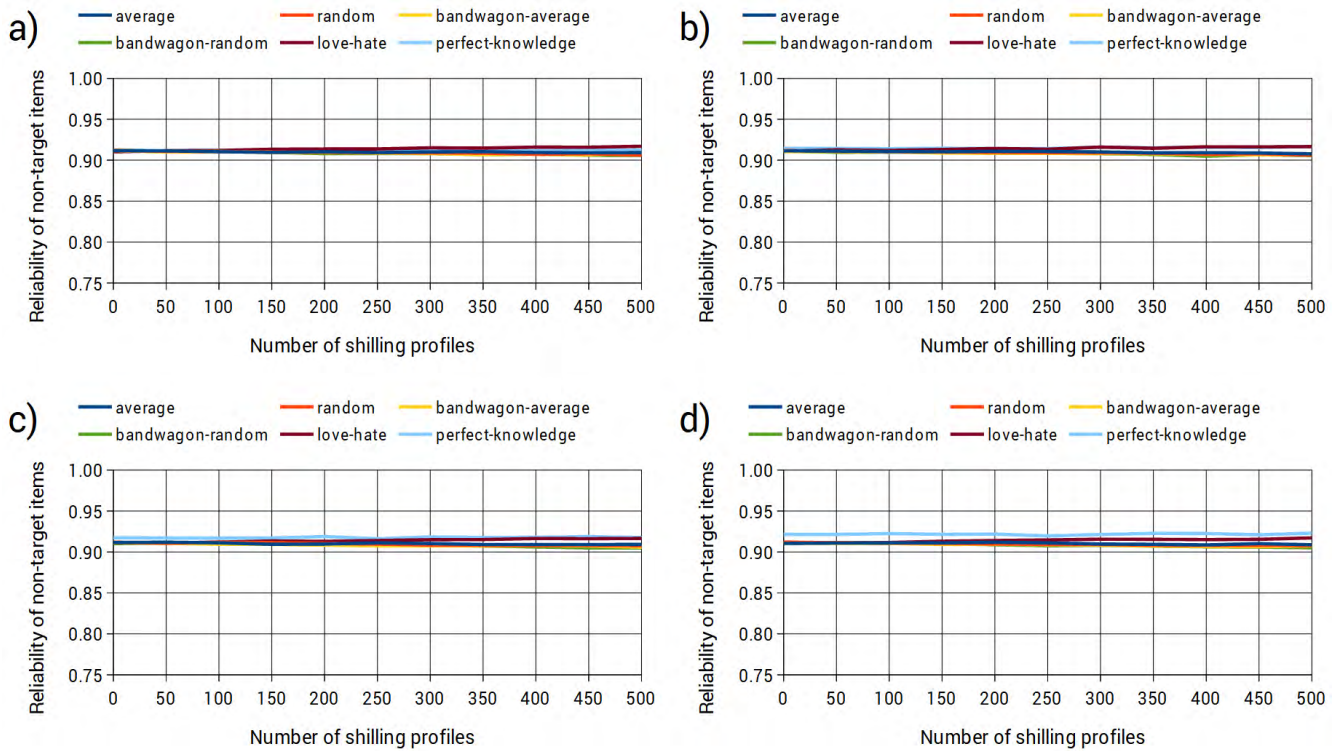 a)
average random bandwagon-average
bandwagon-random love-hate perfect-knowledge
Reliability of non-target items
1.00
0.95
0.90
0.85
0.80
0.75
0 50 100 150 200 250 300 350 400 450 500
Number of shilling profiles
b)
average random bandwagon-average
bandwagon-random love-hate perfect-knowledge
Reliability of non-target items
1.00
0.95
0.90
0.85
0.80
0.75
0 50 100 150 200 250 300 350 400 450 500
Number of shilling profiles
c)
average random bandwagon-average
bandwagon-random love-hate perfect-knowledge
Reliability of non-target items
1.00
0.95
0.90
0.85
0.80
0.75
0 50 100 150 200 250 300 350 400 450 500
Number of shilling profiles
d)
average random bandwagon-average
bandwagon-random love-hate perfect-knowledge
Reliability of non-target items
1.00
0.95
0.90
0.85
0.80
0.75
0 50 100 150 200 250 300 350 400 450 500
Number of shilling profiles